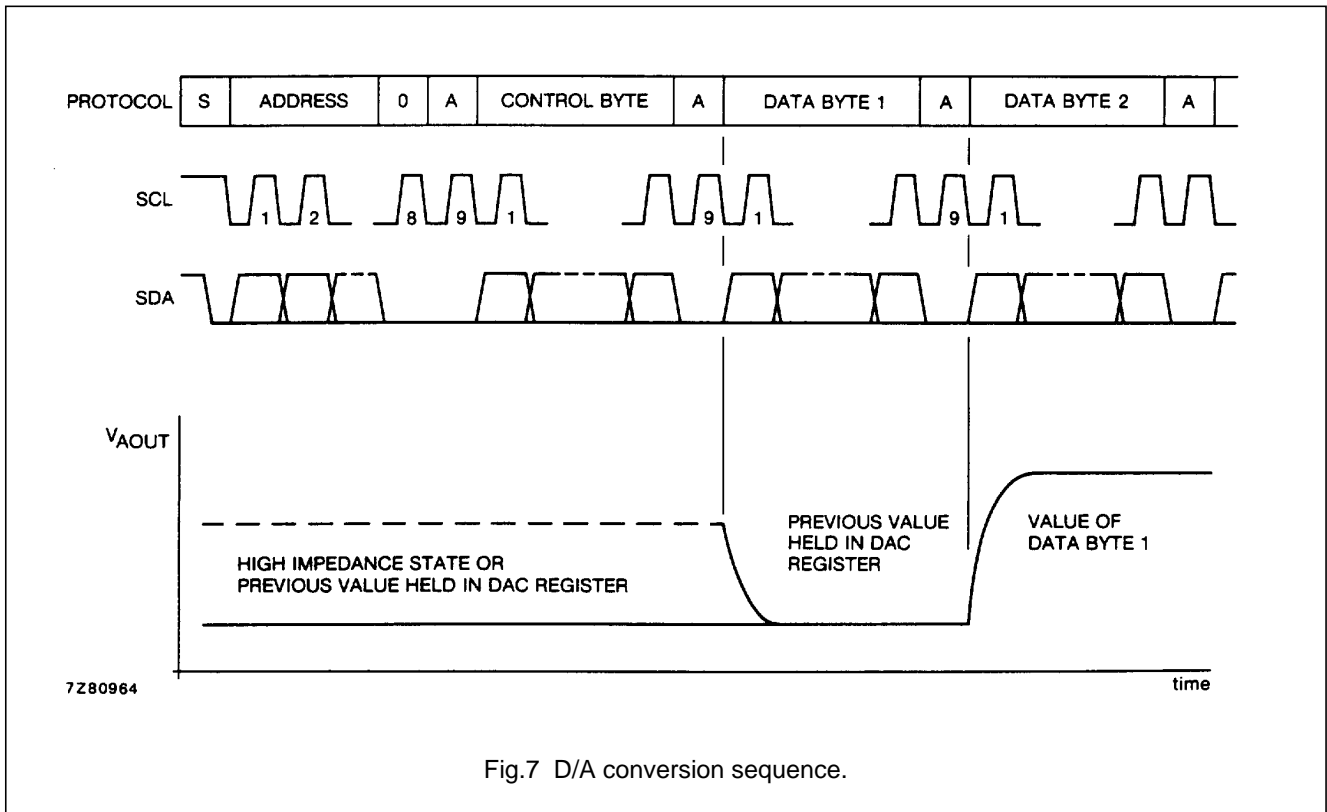 PROTOCOL S ADDRESS 0 A CONTROL BYTE A DATA BYTE 1 A DATA BYTE 2 A
SCL
1 2 8 9 1 9 1 9 1
SDA
VAOUT
HIGH IMPEDANCE STATE OR
PREVIOUS VALUE HELD IN DAC REGISTER
PREVIOUS VALUE
HELD IN DAC
REGISTER
VALUE OF
DATA BYTE 1
7Z80964
time
Fig.7 D/A conversion sequence.